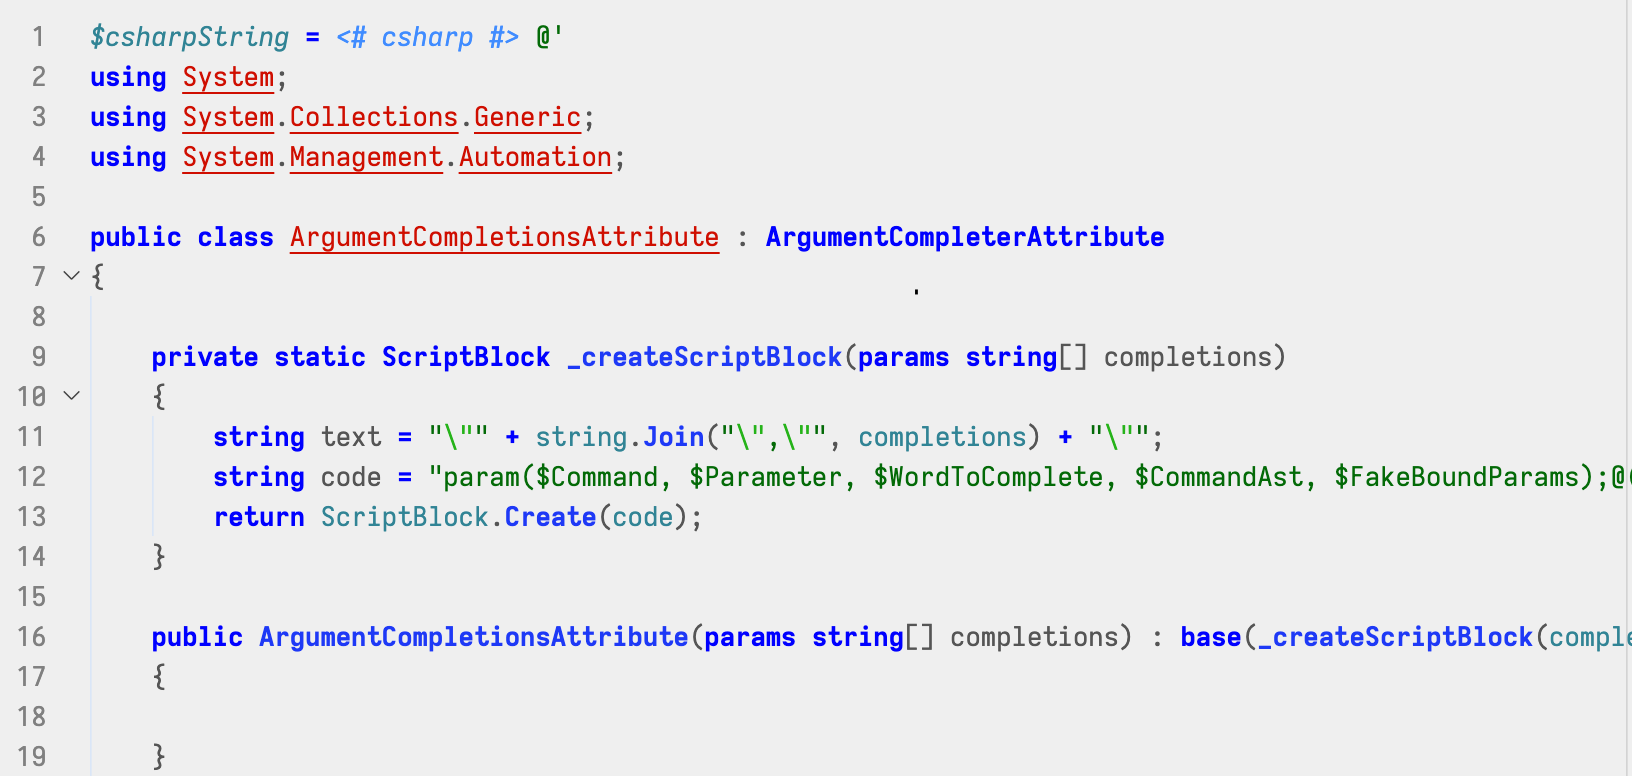 1 $csharpString = <# csharp #> @'
2 using System;
3 using System.Collections.Generic;
4 using System.Management.Automation;
5
6 public class ArgumentCompletionsAttribute : ArgumentCompleterAttribute
7 {
8
9 private static ScriptBlock _createScriptBlock(params string[] completions)
10 {
11 string text = "\"" + string.Join("\",\"", completions) + "\"";
12 string code = "param($Command, $Parameter, $WordToComplete, $CommandAst, $FakeBoundParams);@
13 return ScriptBlock.Create(code);
14 }
15
16 public ArgumentCompletionsAttribute(params string[] completions) : base(_createScriptBlock(
17 {
18
19 }